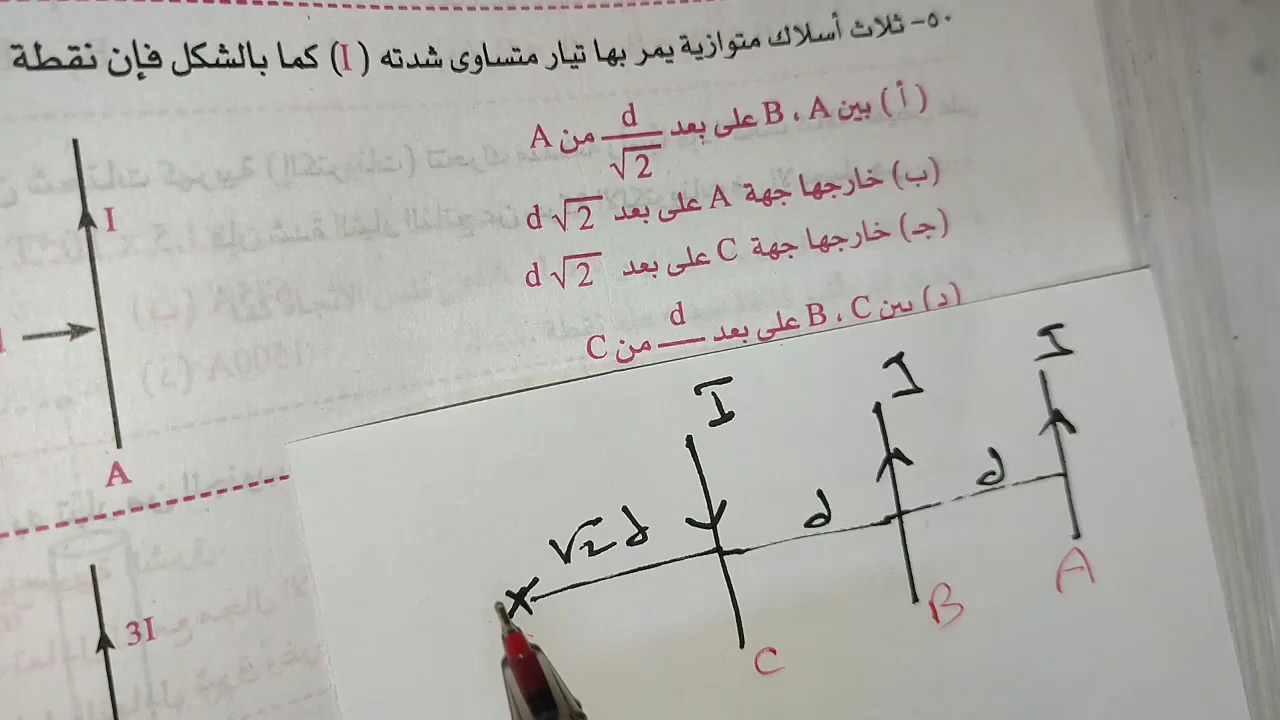 ٥٠- ثلاث أسلاك متوازية يمر بها تيار متساوى شدته (I) كما بالشكل فإن نقطة
(أ) بين B ، A على بعد d/√2 من A
(ب) خارجها جهة A على بعد d√2
(جـ) خارجها جهة C على بعد d√2
(د) بين B ، C على بعد d من C
I
A
3I
I
I
I
√2 d
d
d
C
B
A